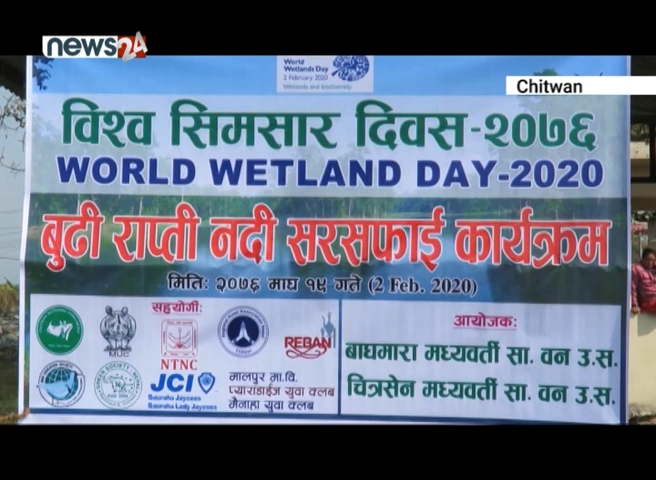 news24
Chitwan
World
Wetlands Day
2 February 2020
Wetlands and biodiversity
विश्व सिमसार दिवस-२०७६
WORLD WETLAND DAY-2020
बुढी राप्ती नदी सरसफाई कार्यक्रम
मिति: २०७६ माघ १९ गते (2 Feb. 2020)
सहयोगी:
MUC
NTNC
REBAN
JCI
Sauraha Jaycees
Sauraha Lady Jaycees
मालपुर मा.वि.
प्याराडाईज युवा क्लब
मैनाहा युवा क्लब
आयोजक:
बाघमारा मध्यवर्ती सा. वन उ.स.
चित्रसेन मध्यवर्ती सा. वन उ.स.